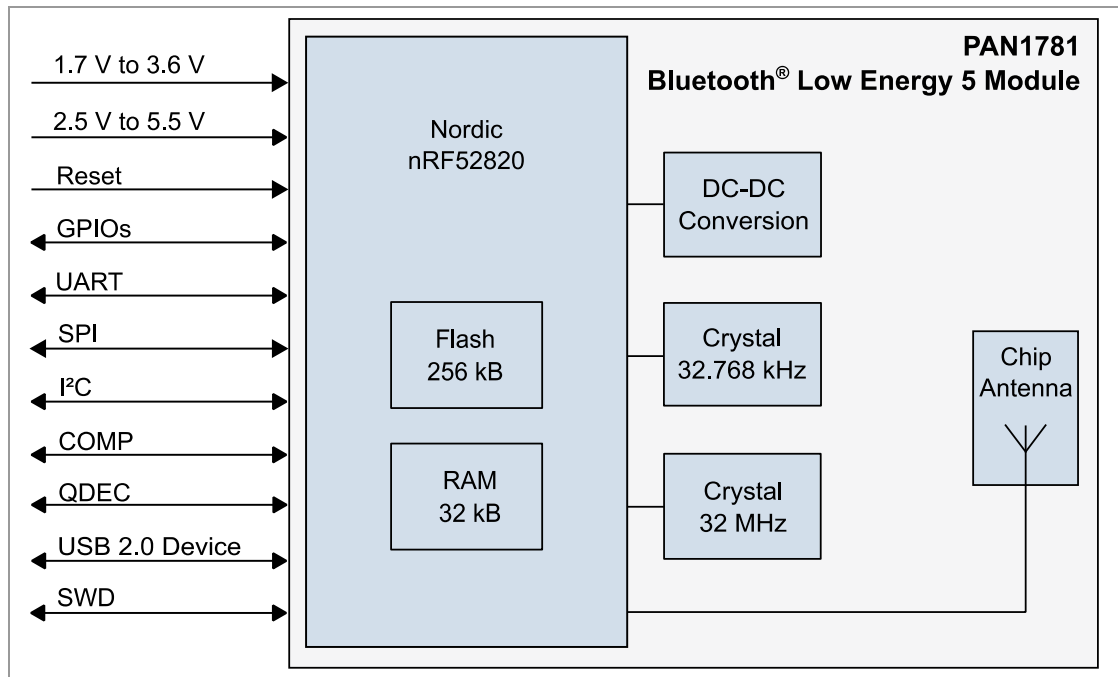 PAN1781
Bluetooth® Low Energy 5 Module
1.7 V to 3.6 V
2.5 V to 5.5 V
Reset
GPIOs
UART
SPI
I²C
COMP
QDEC
USB 2.0 Device
SWD
Nordic
nRF52820
Flash
256 kB
RAM
32 kB
DC-DC
Conversion
Crystal
32.768 kHz
Crystal
32 MHz
Chip
Antenna